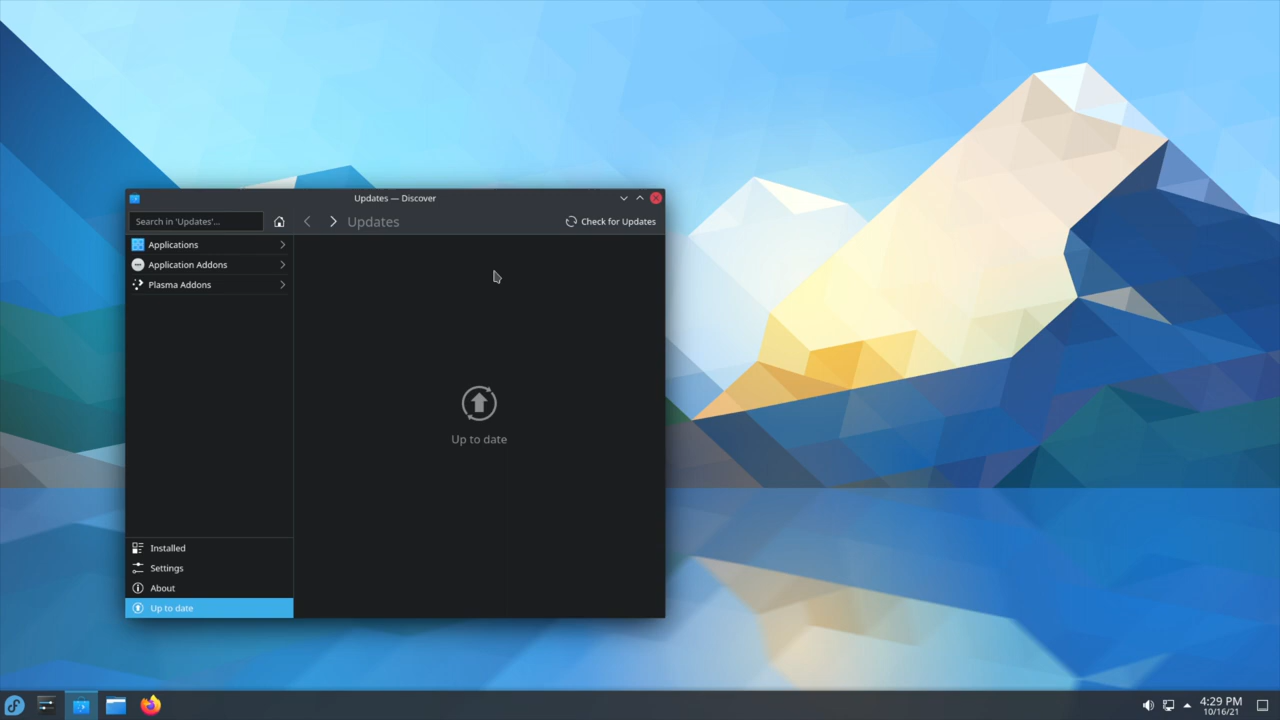 Updates — Discover
Search in 'Updates'...
Updates
Check for Updates
Applications
Application Addons
Plasma Addons
Up to date
Installed
Settings
About
Up to date
4:29 PM
10/16/21